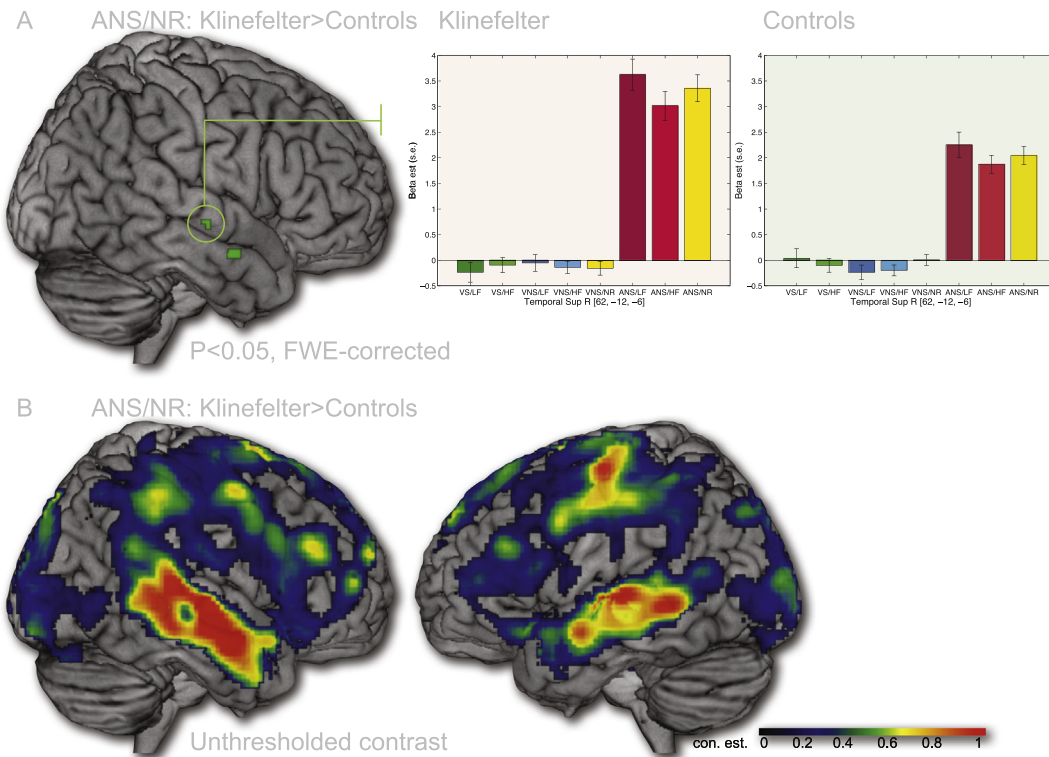 A ANS/NR: Klinefelter>Controls Klinefelter Controls
4
3.5
3
2.5
2
1.5
1
0.5
0
−0.5
Beta est (s.e.)
VS/LF VS/HF VNS/LF VNS/HF VNS/NR ANS/LF ANS/HF ANS/NR
Temporal Sup R [62, −12, −6]
4
3.5
3
2.5
2
1.5
1
0.5
0
−0.5
Beta est (s.e.)
VS/LF VS/HF VNS/LF VNS/HF VNS/NR ANS/LF ANS/HF ANS/NR
Temporal Sup R [62, −12, −6]
P<0.05, FWE-corrected
B ANS/NR: Klinefelter>Controls
Unthresholded contrast
con. est. 0 0.2 0.4 0.6 0.8 1